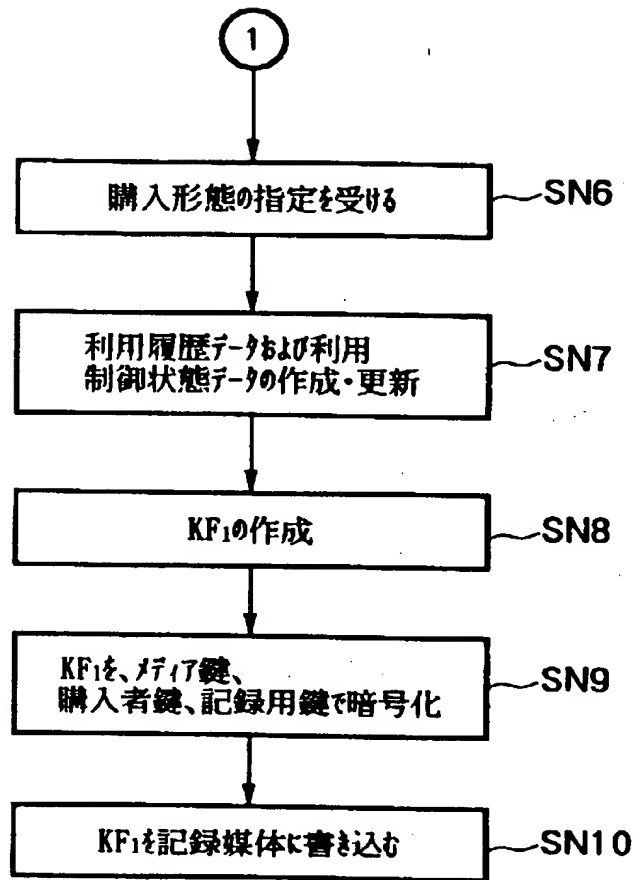 1
購入形態の指定を受ける
SN6
利用履歴データおよび利用
制御状態データの作成・更新
SN7
KF₁の作成
SN8
KF₁を、メディア鍵、
購入者鍵、記録用鍵で暗号化
SN9
KF₁を記録媒体に書き込む
SN10